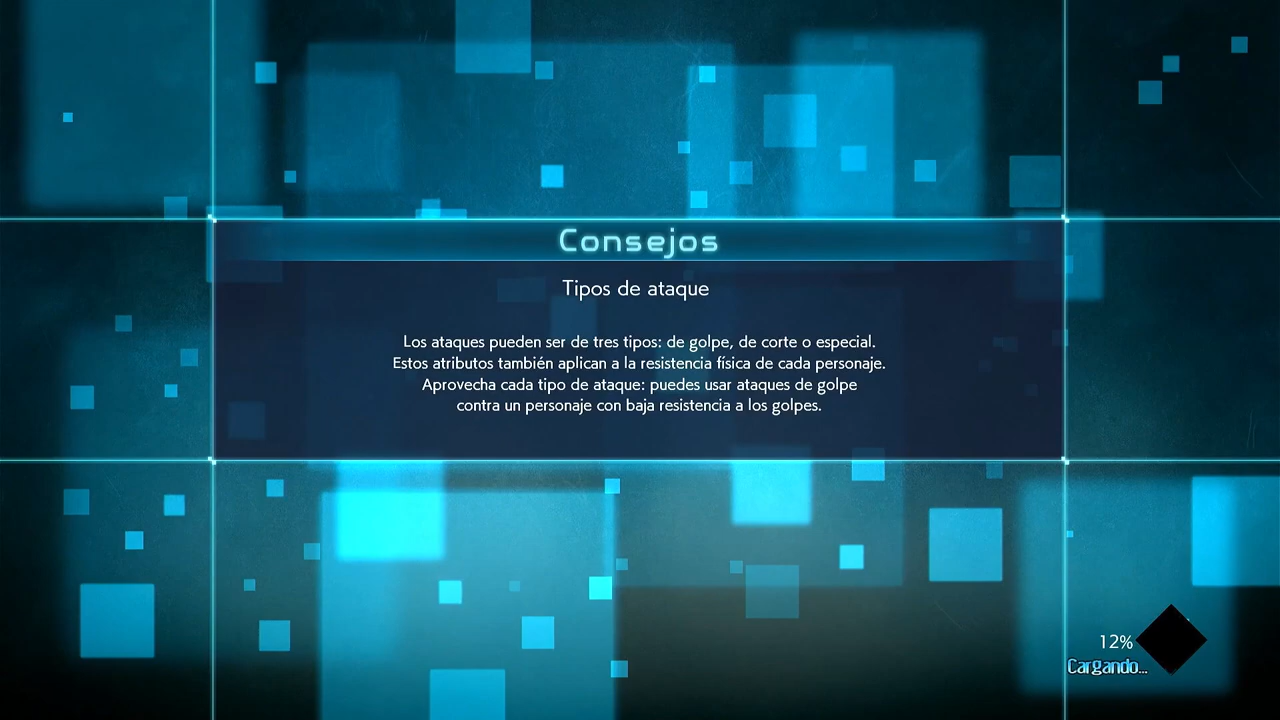 Consejos
Tipos de ataque
Los ataques pueden ser de tres tipos: de golpe, de corte o especial.
Estos atributos también aplican a la resistencia física de cada personaje.
Aprovecha cada tipo de ataque: puedes usar ataques de golpe
contra un personaje con baja resistencia a los golpes.
12%
Cargando...